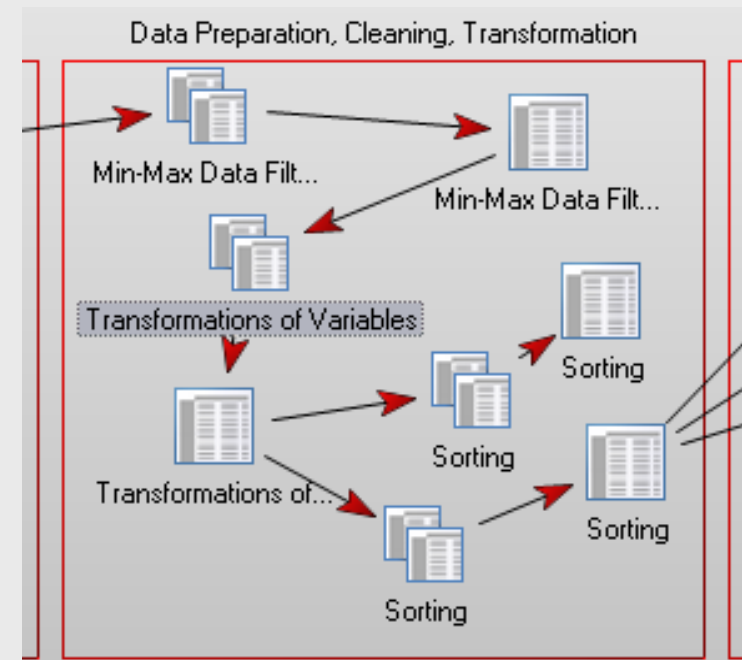 Data Preparation, Cleaning, Transformation
Min-Max Data Filt...
Min-Max Data Filt...
Transformations of Variables
Sorting
Sorting
Transformations of...
Sorting
Sorting